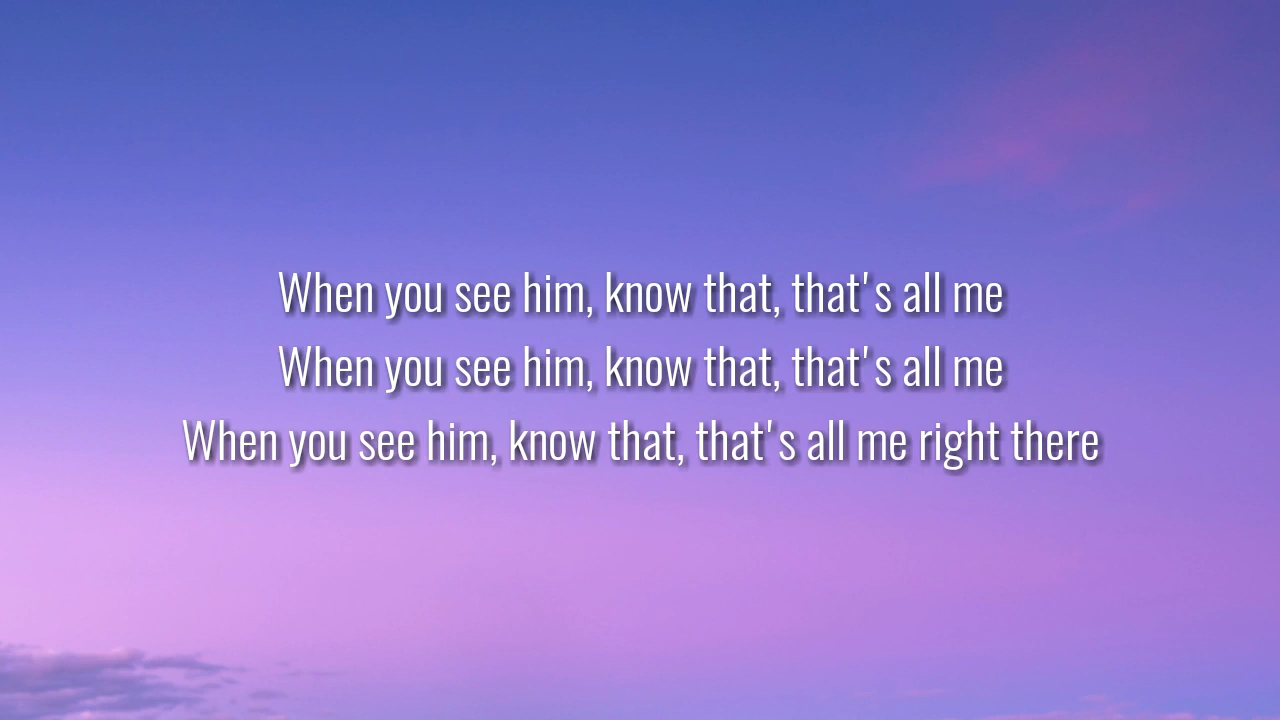 When you see him, know that, that's all me
When you see him, know that, that's all me
When you see him, know that, that's all me right there